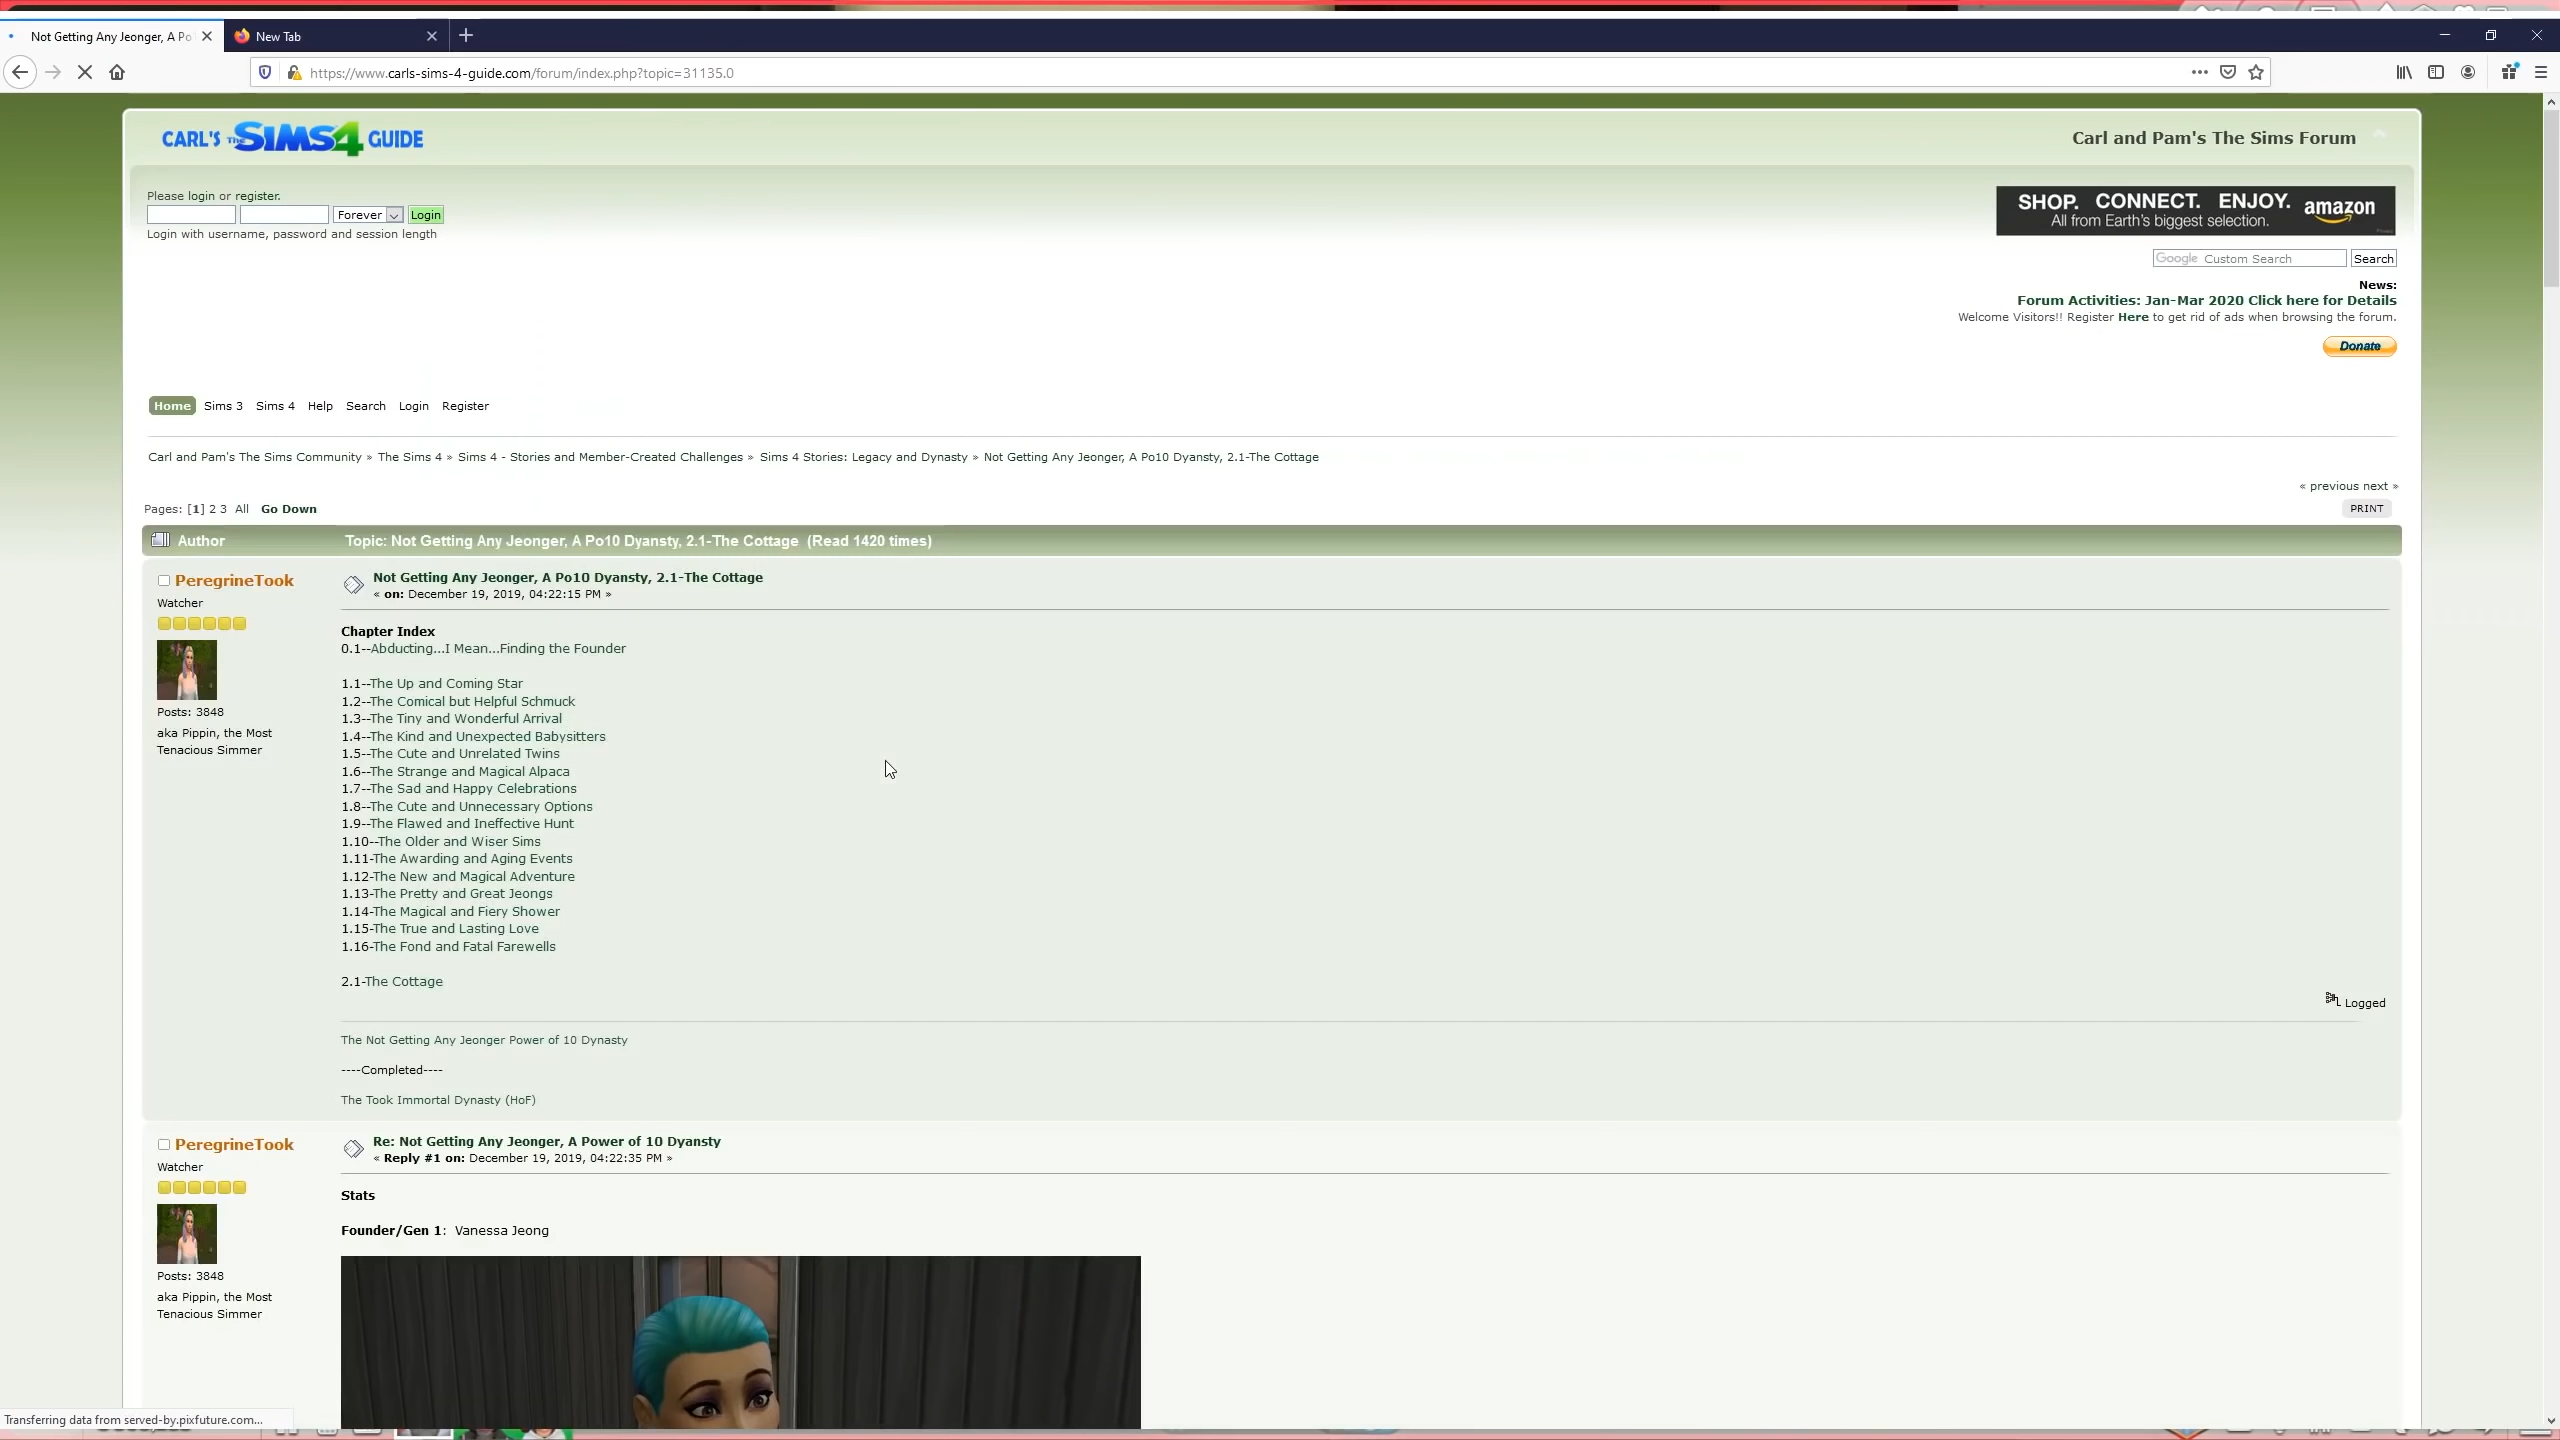 Not Getting Any Jeonger, A Po
New Tab
https://www.carls-sims-4-guide.com/forum/index.php?topic=31135.0
CARL'S THE SIMS 4 GUIDE
Carl and Pam's The Sims Forum
Please login or register.
Forever Login
Login with username, password and session length
SHOP. CONNECT. ENJOY. amazon
All from Earth's biggest selection.
Google Custom Search Search
News:
Forum Activities: Jan-Mar 2020 Click here for Details
Welcome Visitors!! Register Here to get rid of ads when browsing the forum.
Donate
Home Sims 3 Sims 4 Help Search Login Register
Carl and Pam's The Sims Community » The Sims 4 » Sims 4 - Stories and Member-Created Challenges » Sims 4 Stories: Legacy and Dynasty » Not Getting Any Jeonger, A Po10 Dyansty, 2.1-The Cottage
« previous next »
Pages: [1] 2 3 All Go Down
PRINT
Author Topic: Not Getting Any Jeonger, A Po10 Dyansty, 2.1-The Cottage (Read 1420 times)
PeregrineTook
Watcher
Posts: 3848
aka Pippin, the Most
Tenacious Simmer
Not Getting Any Jeonger, A Po10 Dyansty, 2.1-The Cottage
« on: December 19, 2019, 04:22:15 PM »
Chapter Index
0.1--Abducting...I Mean...Finding the Founder
1.1--The Up and Coming Star
1.2--The Comical but Helpful Schmuck
1.3--The Tiny and Wonderful Arrival
1.4--The Kind and Unexpected Babysitters
1.5--The Cute and Unrelated Twins
1.6--The Strange and Magical Alpaca
1.7--The Sad and Happy Celebrations
1.8--The Cute and Unnecessary Options
1.9--The Flawed and Ineffective Hunt
1.10--The Older and Wiser Sims
1.11-The Awarding and Aging Events
1.12-The New and Magical Adventure
1.13-The Pretty and Great Jeongs
1.14-The Magical and Fiery Shower
1.15-The True and Lasting Love
1.16-The Fond and Fatal Farewells
2.1-The Cottage
Logged
The Not Getting Any Jeonger Power of 10 Dynasty
----Completed----
The Took Immortal Dynasty (HoF)
PeregrineTook
Watcher
Posts: 3848
aka Pippin, the Most
Tenacious Simmer
Re: Not Getting Any Jeonger, A Power of 10 Dyansty
« Reply #1 on: December 19, 2019, 04:22:35 PM »
Stats
Founder/Gen 1: Vanessa Jeong
Transferring data from served-by.pixfuture.com...